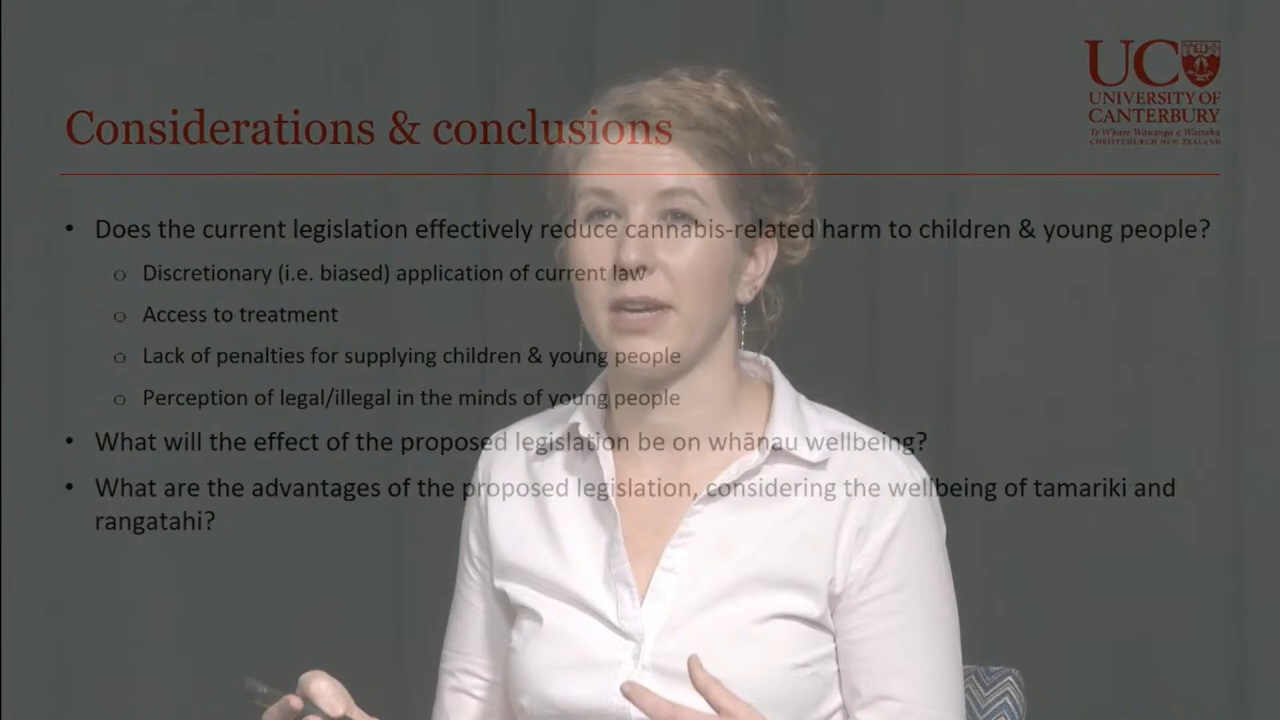 UC
UNIVERSITY OF
CANTERBURY
Te Whare Wānanga o Waitaha
CHRISTCHURCH NEW ZEALAND
Considerations & conclusions
• Does the current legislation effectively reduce cannabis-related harm to children & young people?
o Discretionary (i.e. biased) application of current law
o Access to treatment
o Lack of penalties for supplying children & young people
o Perception of legal/illegal in the minds of young people
• What will the effect of the proposed legislation be on whānau wellbeing?
• What are the advantages of the proposed legislation, considering the wellbeing of tamariki and
rangatahi?